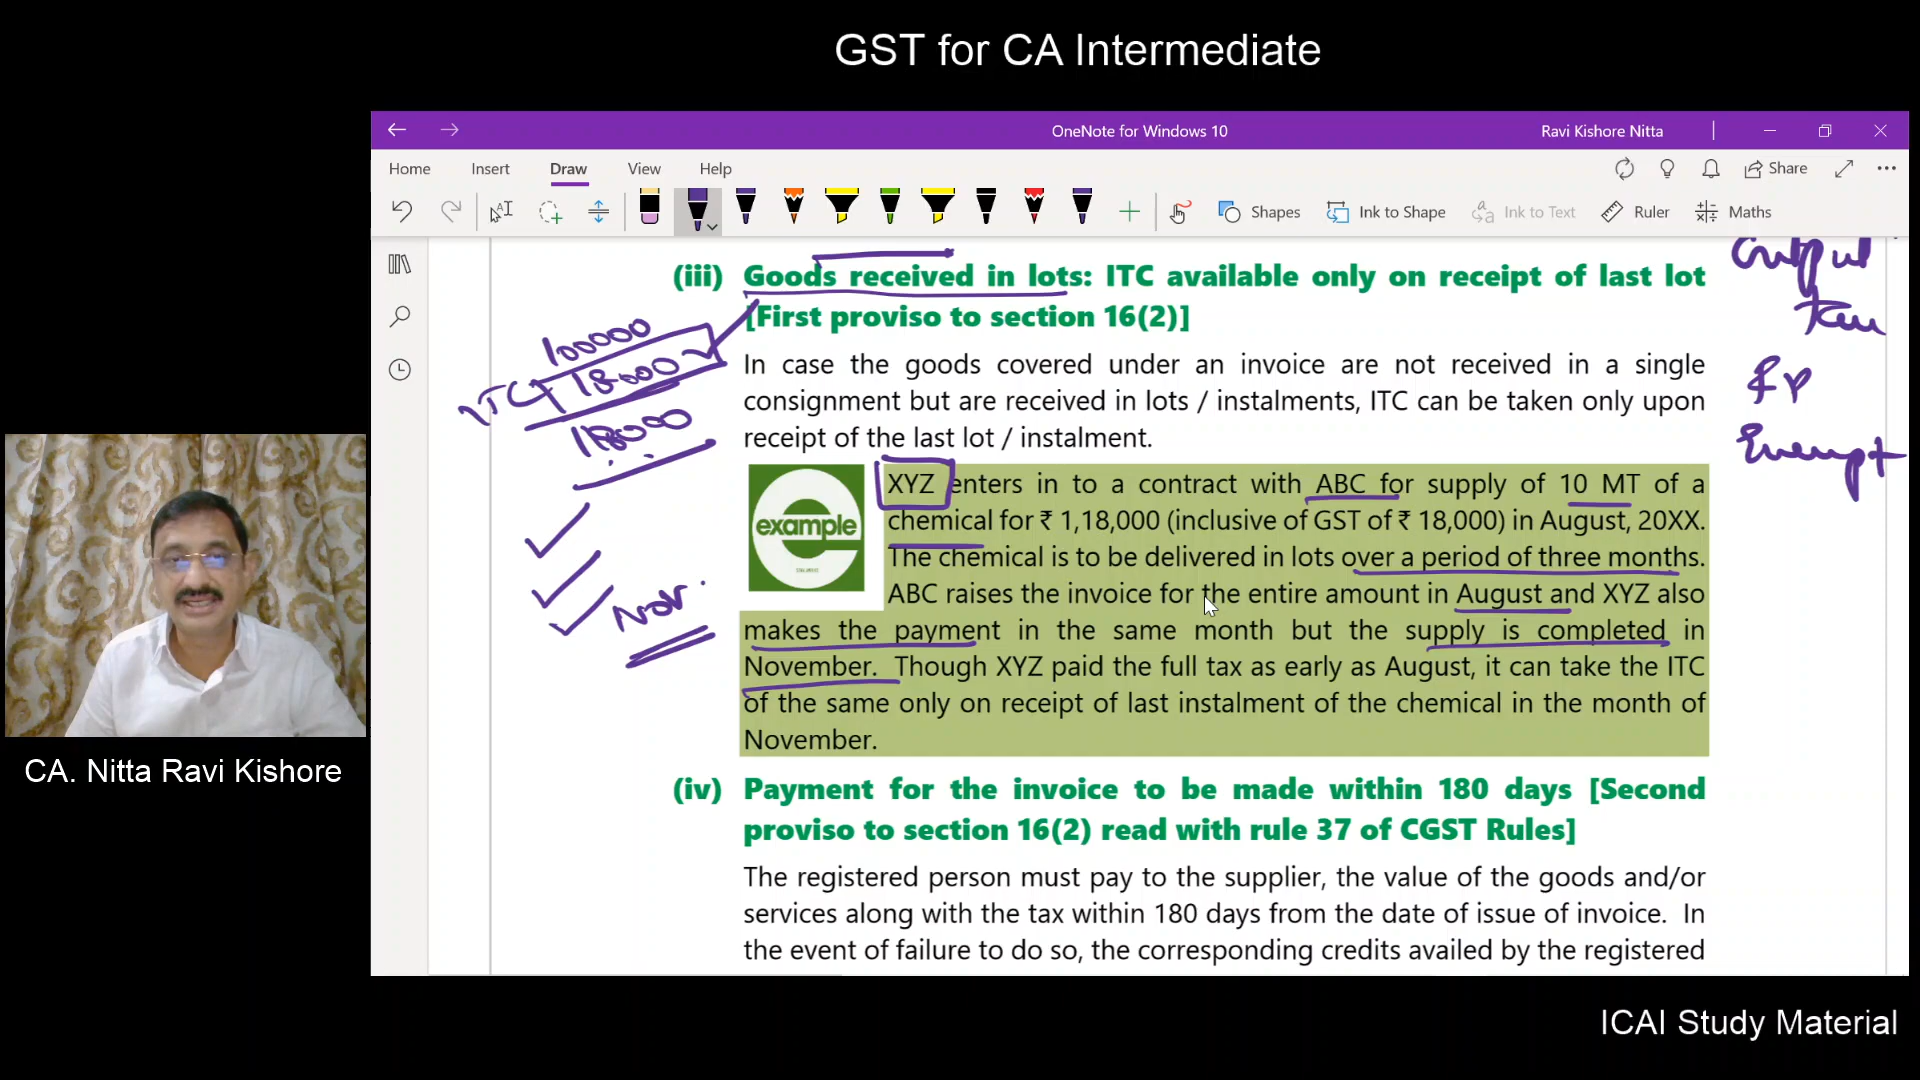 GST for CA Intermediate
OneNote for Windows 10
Ravi Kishore Nitta
Home Insert Draw View Help
Share
Shapes Ink to Shape Ink to Text Ruler Maths
(iii) Goods received in lots: ITC available only on receipt of last lot
[First proviso to section 16(2)]
In case the goods covered under an invoice are not received in a single
consignment but are received in lots / instalments, ITC can be taken only upon
receipt of the last lot / instalment.
100000
ITC 18000
118000
Nov.
Output
Tax
Exempt
example
XYZ enters in to a contract with ABC for supply of 10 MT of a
chemical for ₹ 1,18,000 (inclusive of GST of ₹ 18,000) in August, 20XX.
The chemical is to be delivered in lots over a period of three months.
ABC raises the invoice for the entire amount in August and XYZ also
makes the payment in the same month but the supply is completed in
November. Though XYZ paid the full tax as early as August, it can take the ITC
of the same only on receipt of last instalment of the chemical in the month of
November.
(iv) Payment for the invoice to be made within 180 days [Second
proviso to section 16(2) read with rule 37 of CGST Rules]
The registered person must pay to the supplier, the value of the goods and/or
services along with the tax within 180 days from the date of issue of invoice. In
the event of failure to do so, the corresponding credits availed by the registered
CA. Nitta Ravi Kishore
ICAI Study Material